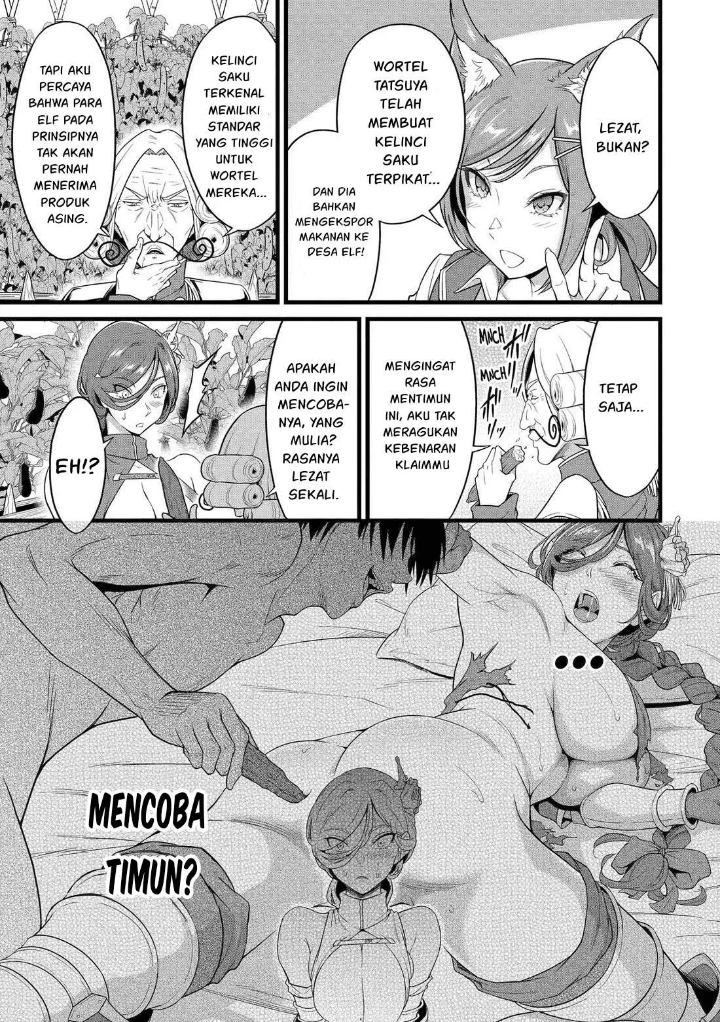 LEZAT,
BUKAN?
WORTEL
TATSUYA
TELAH
MEMBUAT
KELINCI
SAKU
TERPIKAT...
DAN DIA
BAHKAN
MENGEKSPOR
MAKANAN KE
DESA ELF!
KELINCI
SAKU
TERKENAL
MEMILIKI
STANDAR
YANG TINGGI
UNTUK
WORTEL
MEREKA...
TAPI AKU
PERCAYA
BAHWA PARA
ELF PADA
PRINSIPNYA
TAK AKAN
PERNAH
MENERIMA
PRODUK
ASING.
TETAP
SAJA...
MNCH
MNCH
MENGINGAT
RASA
MENTIMUN
INI, AKU TAK
MERAGUKAN
KEBENARAN
KLAIMMU
APAKAH
ANDA INGIN
MENCOBA-
NYA, YANG
MULIA?
RASANYA
LEZAT
SEKALI.
EH!?
...
MENCOBA
TIMUN?